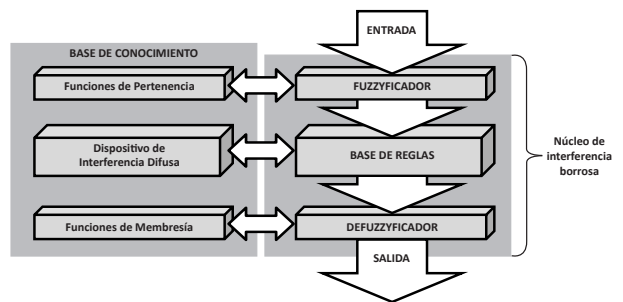 ENTRADA
BASE DE CONOCIMIENTO
Funciones de Pertenencia
FUZZYFICADOR
Dispositivo de
Interferencia Difusa
BASE DE REGLAS
Núcleo de
interferencia
borrosa
Funciones de Membresía
DEFUZZYFICADOR
SALIDA